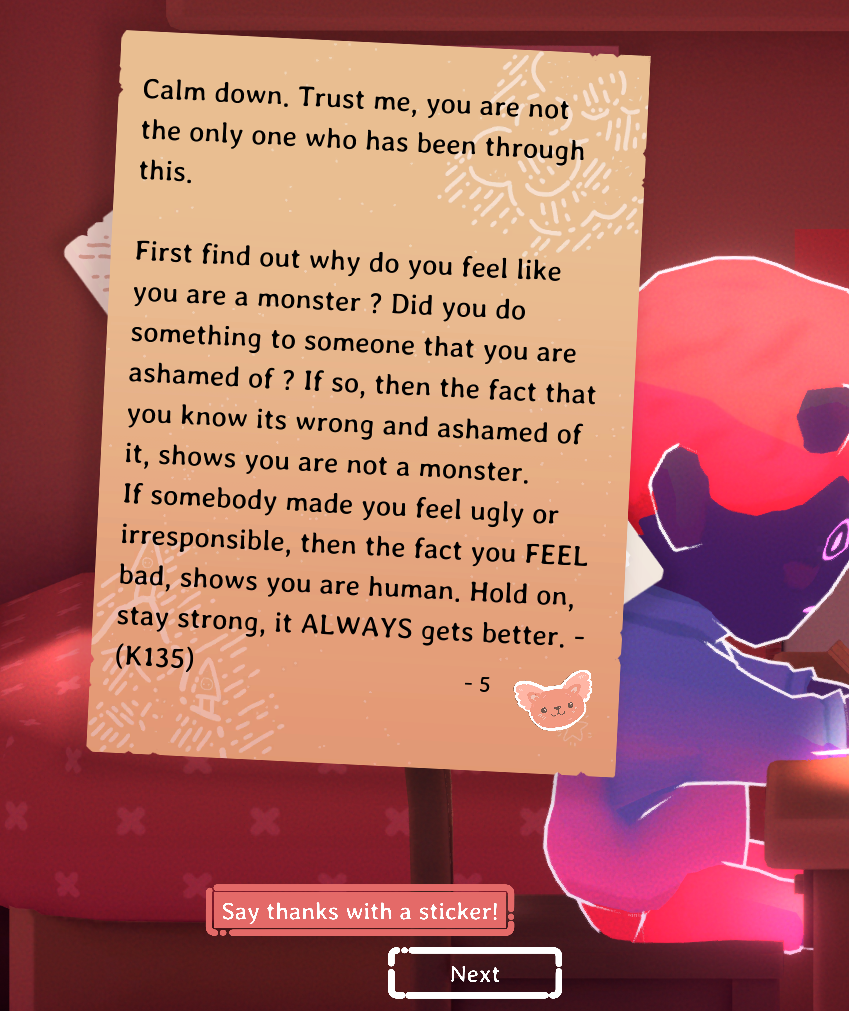 Calm down. Trust me, you are not
the only one who has been through
this.
First find out why do you feel like
you are a monster ? Did you do
something to someone that you are
ashamed of ? If so, then the fact that
you know its wrong and ashamed of
it, shows you are not a monster.
If somebody made you feel ugly or
irresponsible, then the fact you FEEL
bad, shows you are human. Hold on,
stay strong, it ALWAYS gets better. -
(K135)
- 5
Say thanks with a sticker!
Next